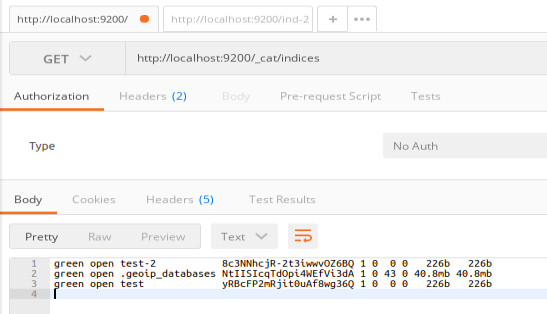 http://localhost:9200/ http://localhost:9200/ind-2 + •••
GET http://localhost:9200/_cat/indices
Authorization Headers (2) Body Pre-request Script Tests
Type No Auth
Body Cookies Headers (5) Test Results
Pretty Raw Preview Text
1 green open test-2 8c3NNhcjR-2t3iwwvOZ6BQ 1 0 0 0 226b 226b
2 green open .geoip_databases NtIISIcqTdOpi4WEfVi3dA 1 0 43 0 40.8mb 40.8mb
3 green open test yRBcFP2mRjit0uAf8wg36Q 1 0 0 0 226b 226b
4